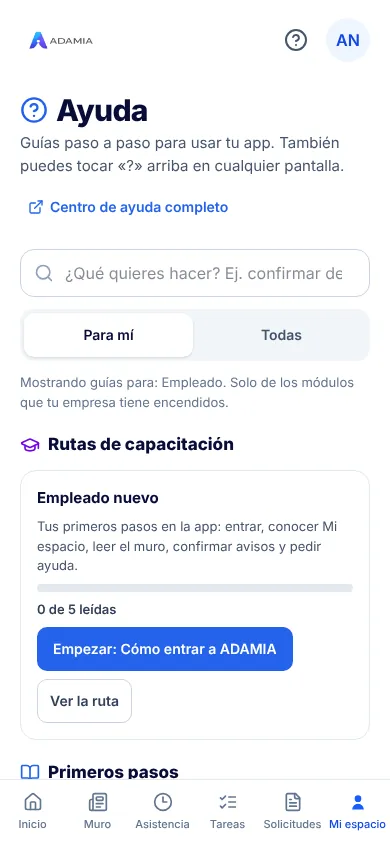 ADAMIA
AN
Ayuda
Guías paso a paso para usar tu app. También
puedes tocar «?» arriba en cualquier pantalla.
Centro de ayuda completo
¿Qué quieres hacer? Ej. confirmar de
Para mí
Todas
Mostrando guías para: Empleado. Solo de los módulos
que tu empresa tiene encendidos.
Rutas de capacitación
Empleado nuevo
Tus primeros pasos en la app: entrar, conocer Mi
espacio, leer el muro, confirmar avisos y pedir
ayuda.
0 de 5 leídas
Empezar: Cómo entrar a ADAMIA
Ver la ruta
Primeros pasos
Inicio
Muro
Asistencia
Tareas
Solicitudes
Mi espacio